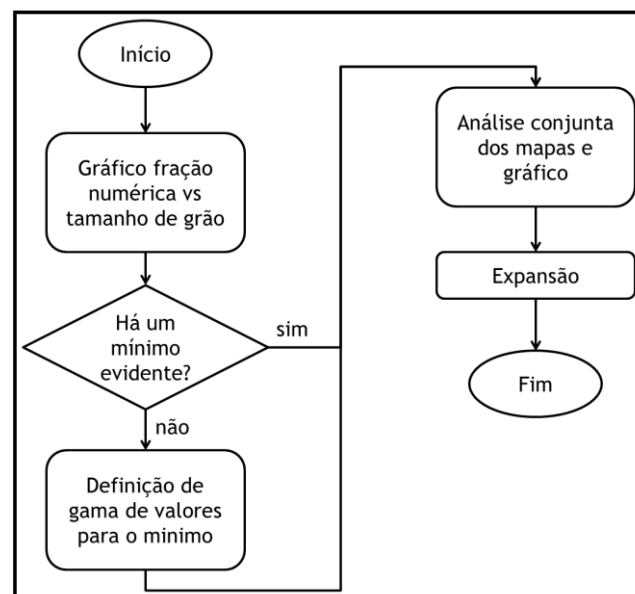 Início
Gráfico fração
numérica vs
tamanho de grão
Há um
mínimo
evidente?
sim
não
Definição de
gama de valores
para o minimo
Análise conjunta
dos mapas e
gráfico
Expansão
Fim